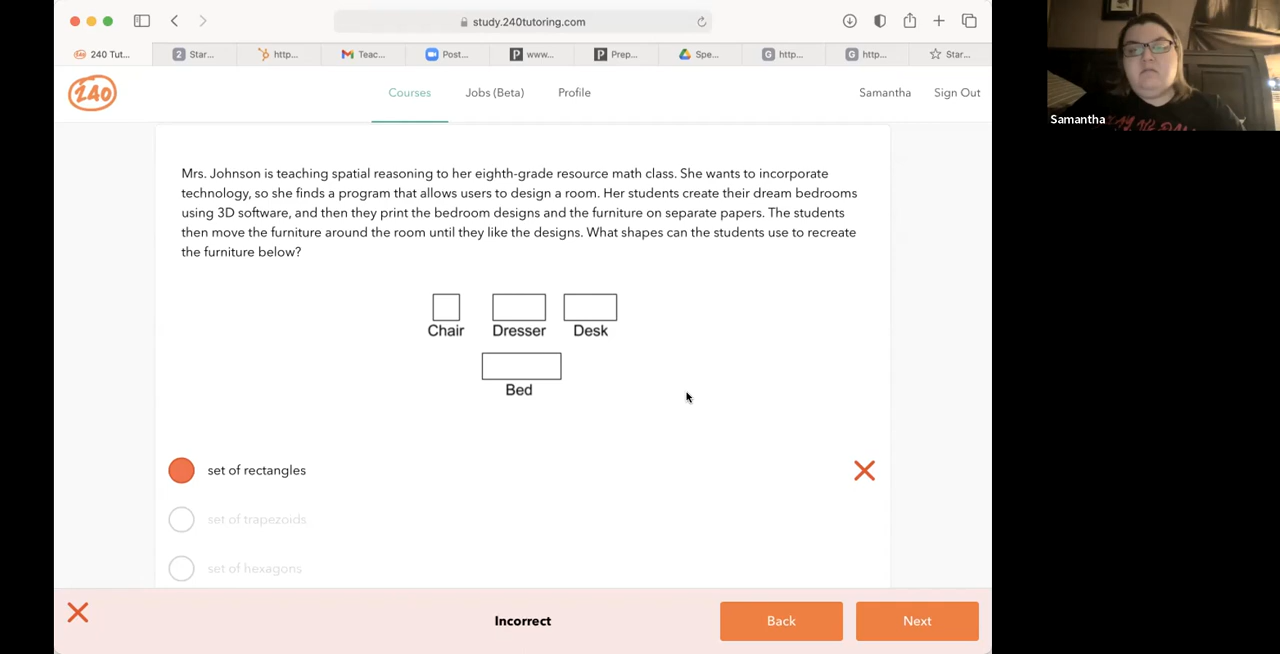 study.240tutoring.com
240 Tut...
2 Star...
http...
Teac...
Post...
P www...
P Prep...
Spe...
G http...
G http...
Star...
240
Courses
Jobs (Beta)
Profile
Samantha
Sign Out
Samantha
Mrs. Johnson is teaching spatial reasoning to her eighth-grade resource math class. She wants to incorporate
technology, so she finds a program that allows users to design a room. Her students create their dream bedrooms
using 3D software, and then they print the bedroom designs and the furniture on separate papers. The students
then move the furniture around the room until they like the designs. What shapes can the students use to recreate
the furniture below?
Chair
Dresser
Desk
Bed
set of rectangles
set of trapezoids
set of hexagons
Incorrect
Back
Next